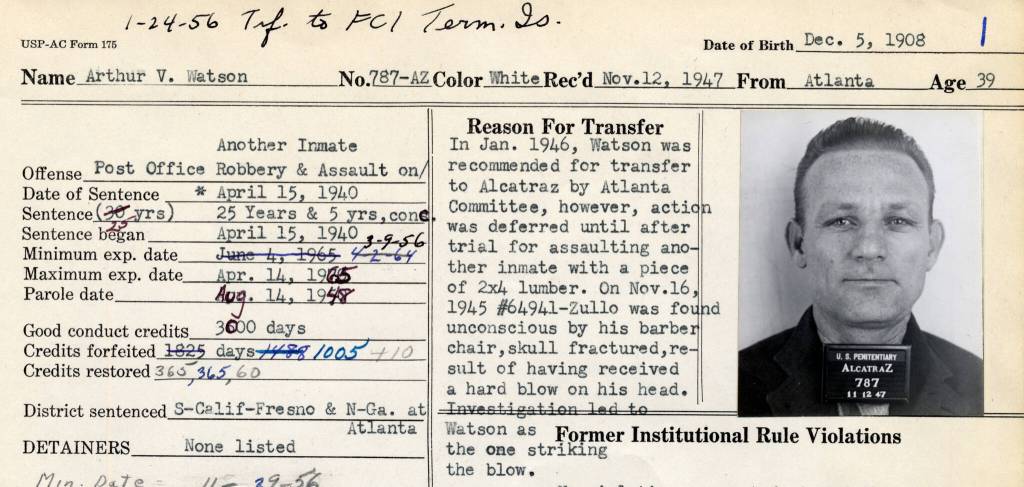 1-24-56 Trf. to FCI Term. Is.
USP-AC Form 175
Date of Birth Dec. 5, 1908
1
Name Arthur V. Watson No. 787-AZ Color White Rec'd Nov. 12, 1947 From Atlanta Age 39
Another Inmate
Offense Post Office Robbery & Assault on/
Date of Sentence * April 15, 1940
Sentence (30 yrs) 25 Years & 5 yrs, conc.
25
Sentence began April 15, 1940
3-9-56
Minimum exp. date June 4, 1965 4-2-64
Maximum exp. date Apr. 14, 1965
Parole date Aug. 14, 1948
Good conduct credits 3000 days
Credits forfeited 1825 days 1488 1005 +10
Credits restored 365, 365, 60
District sentenced S-Calif-Fresno & N-Ga. at
Atlanta
DETAINERS None listed
Min. Date - 11-29-56
Reason For Transfer
In Jan. 1946, Watson was
recommended for transfer
to Alcatraz by Atlanta
Committee, however, action
was deferred until after
trial for assaulting ano-
ther inmate with a piece
of 2x4 lumber. On Nov.16,
1945 #64941-Zullo was found
unconscious by his barber
chair, skull fractured, re-
sult of having received
a hard blow on his head.
Investigation led to
Watson as
the one striking
the blow.
Former Institutional Rule Violations
U. S. PENITENTIARY
ALCATRAZ
787
11 12 47